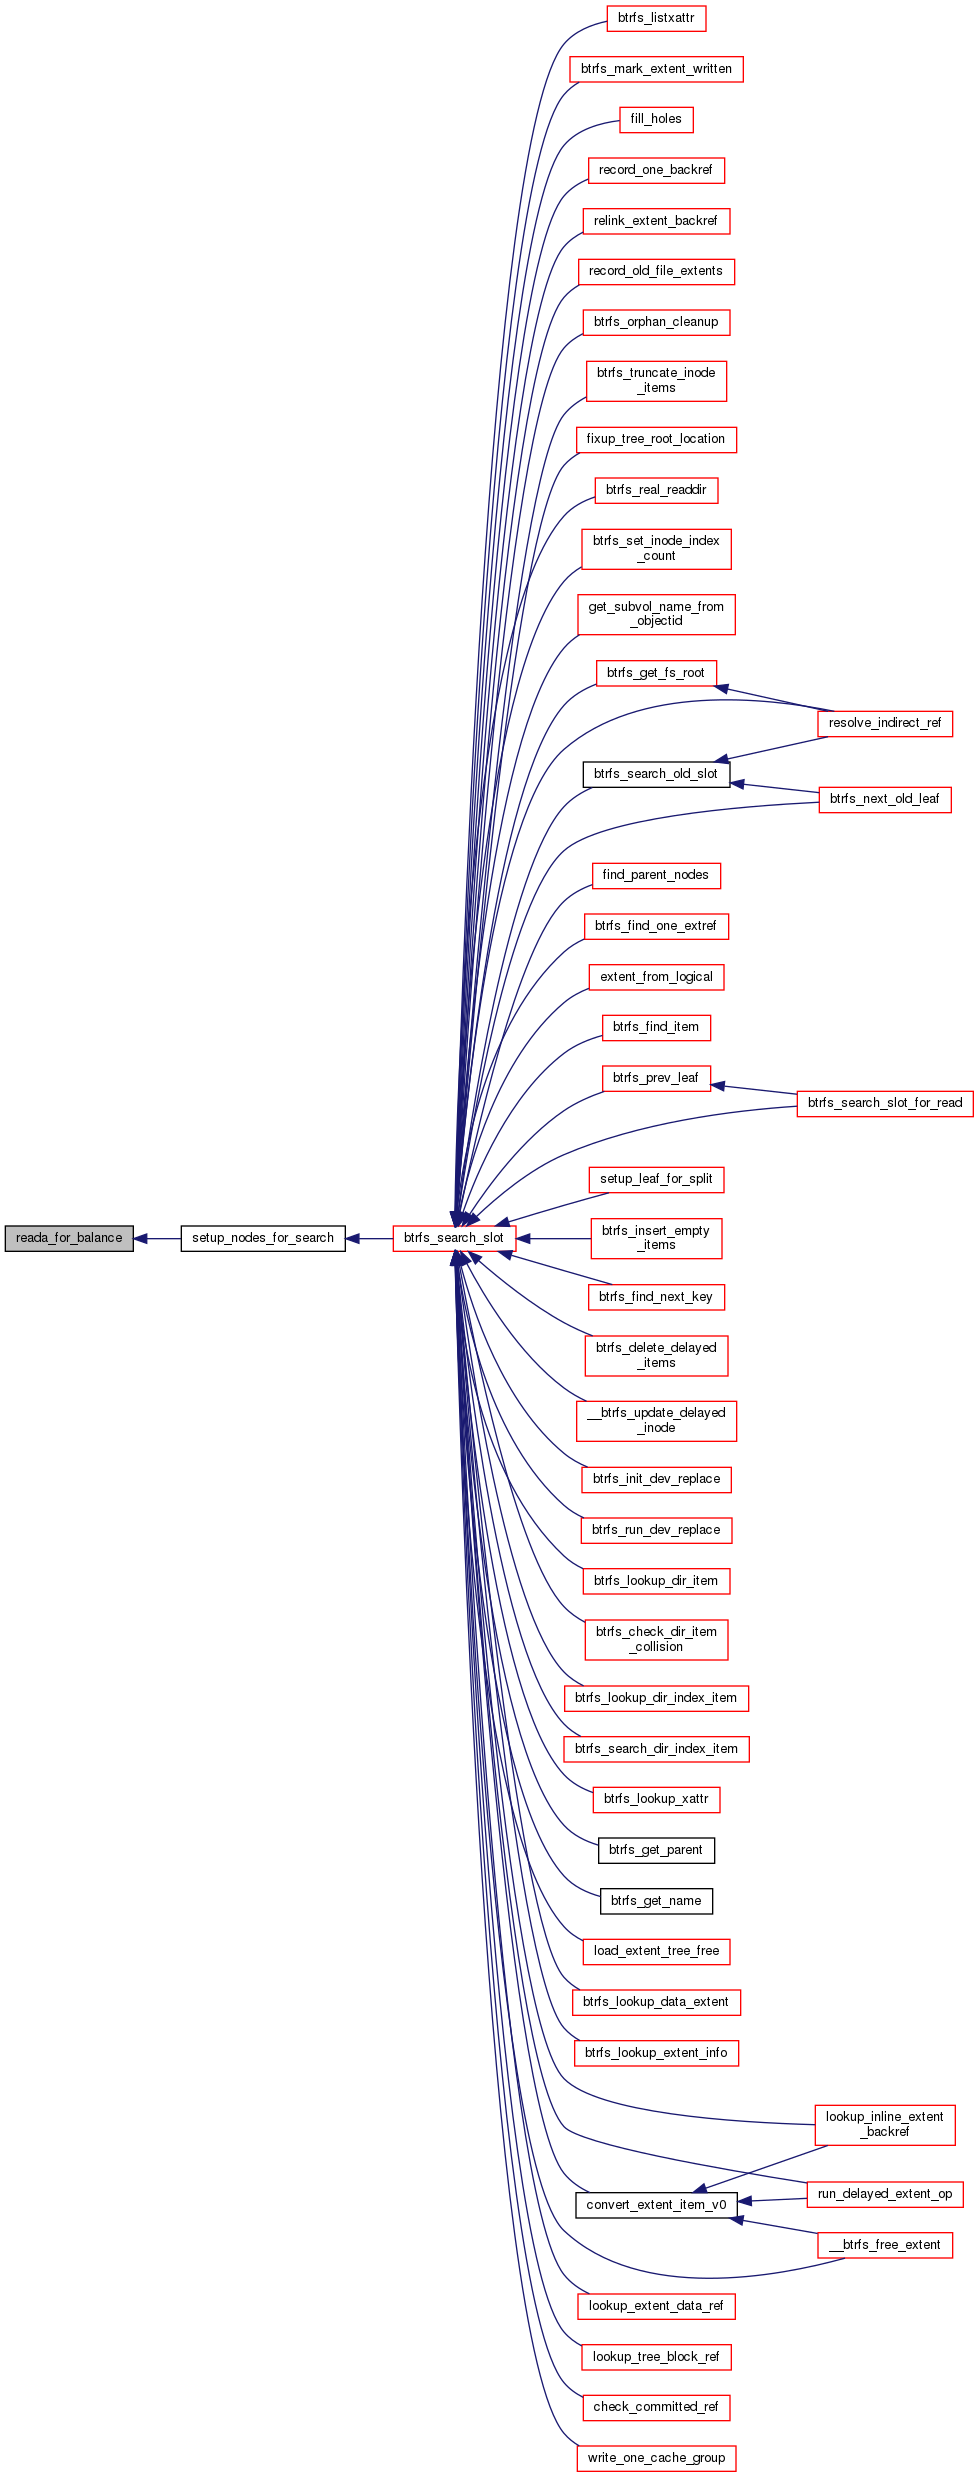 btrfs_listxattr
btrfs_mark_extent_written
fill_holes
record_one_backref
relink_extent_backref
record_old_file_extents
btrfs_orphan_cleanup
btrfs_truncate_inode
_items
fixup_tree_root_location
btrfs_real_readdir
btrfs_set_inode_index
_count
get_subvol_name_from
_objectid
btrfs_get_fs_root
resolve_indirect_ref
btrfs_search_old_slot
btrfs_next_old_leaf
find_parent_nodes
btrfs_find_one_extref
extent_from_logical
btrfs_find_item
btrfs_prev_leaf
btrfs_search_slot_for_read
setup_leaf_for_split
reada_for_balance
setup_nodes_for_search
btrfs_search_slot
btrfs_insert_empty
_items
btrfs_find_next_key
btrfs_delete_delayed
_items
__btrfs_update_delayed
_inode
btrfs_init_dev_replace
btrfs_run_dev_replace
btrfs_lookup_dir_item
btrfs_check_dir_item
_collision
btrfs_lookup_dir_index_item
btrfs_search_dir_index_item
btrfs_lookup_xattr
btrfs_get_parent
btrfs_get_name
load_extent_tree_free
btrfs_lookup_data_extent
btrfs_lookup_extent_info
lookup_inline_extent
_backref
run_delayed_extent_op
convert_extent_item_v0
__btrfs_free_extent
lookup_extent_data_ref
lookup_tree_block_ref
check_committed_ref
write_one_cache_group